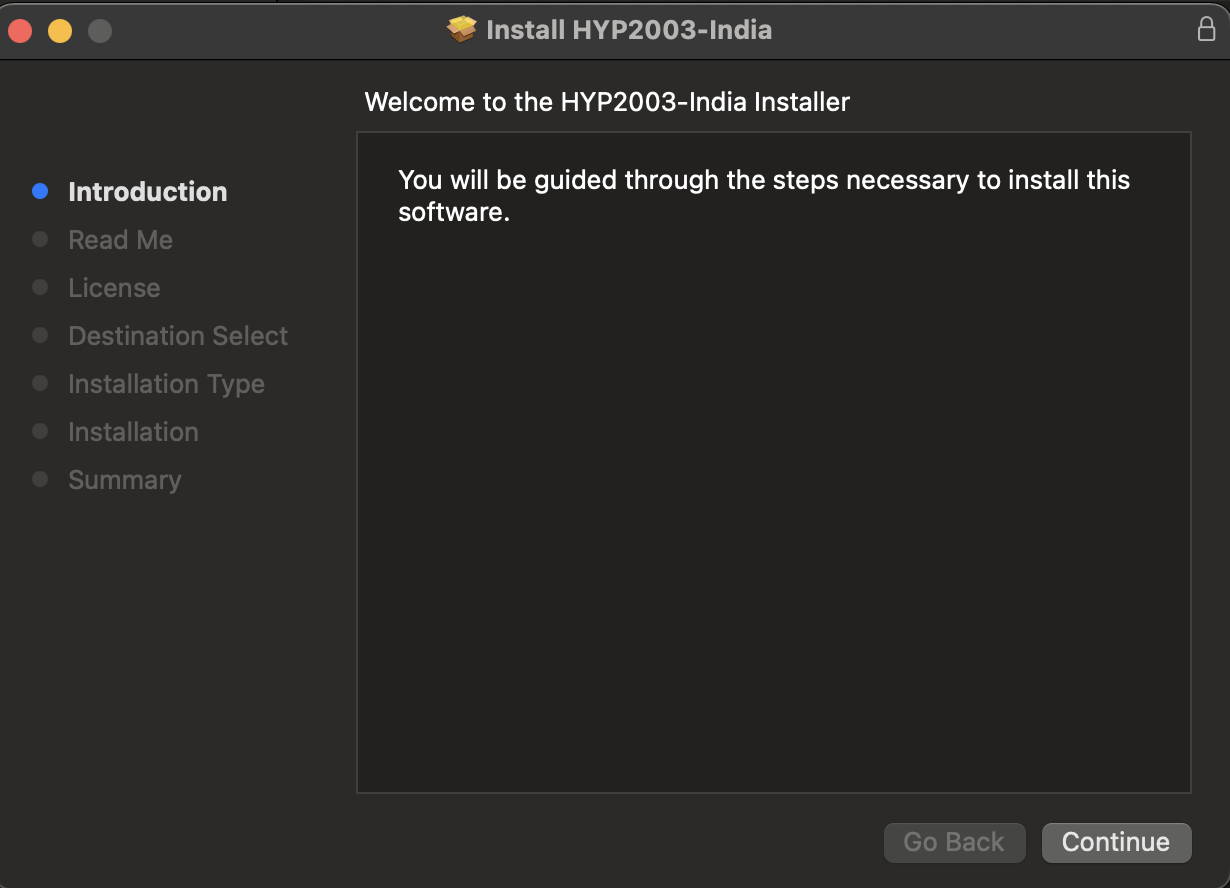 Install HYP2003-India
Welcome to the HYP2003-India Installer
Introduction
Read Me
License
Destination Select
Installation Type
Installation
Summary
You will be guided through the steps necessary to install this
software.
Go Back
Continue